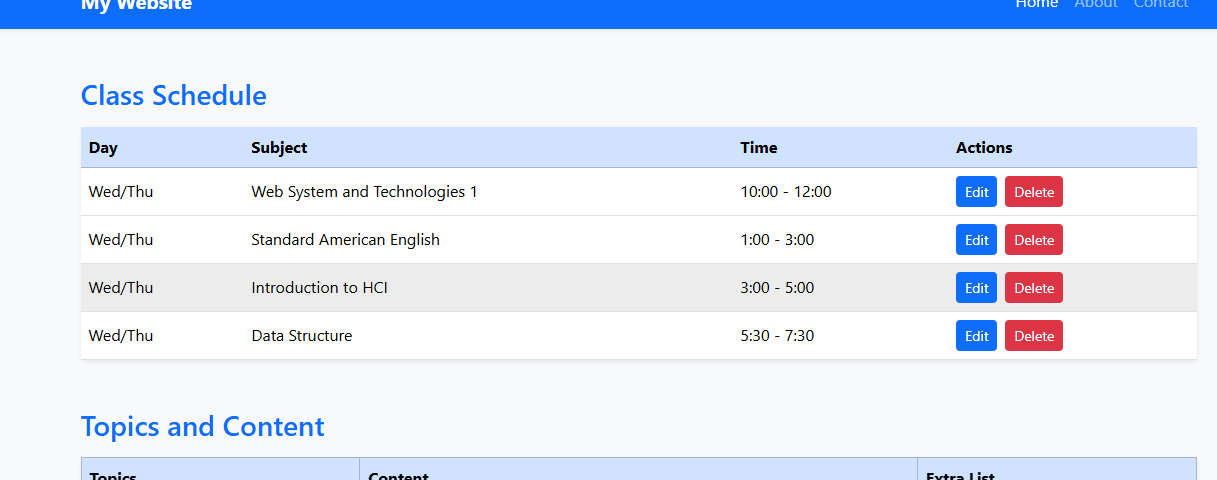 My Website Home About Contact
Class Schedule
Day Subject Time Actions
Wed/Thu Web System and Technologies 1 10:00 - 12:00 Edit Delete
Wed/Thu Standard American English 1:00 - 3:00 Edit Delete
Wed/Thu Introduction to HCI 3:00 - 5:00 Edit Delete
Wed/Thu Data Structure 5:30 - 7:30 Edit Delete
Topics and Content
Topics Content Extra List